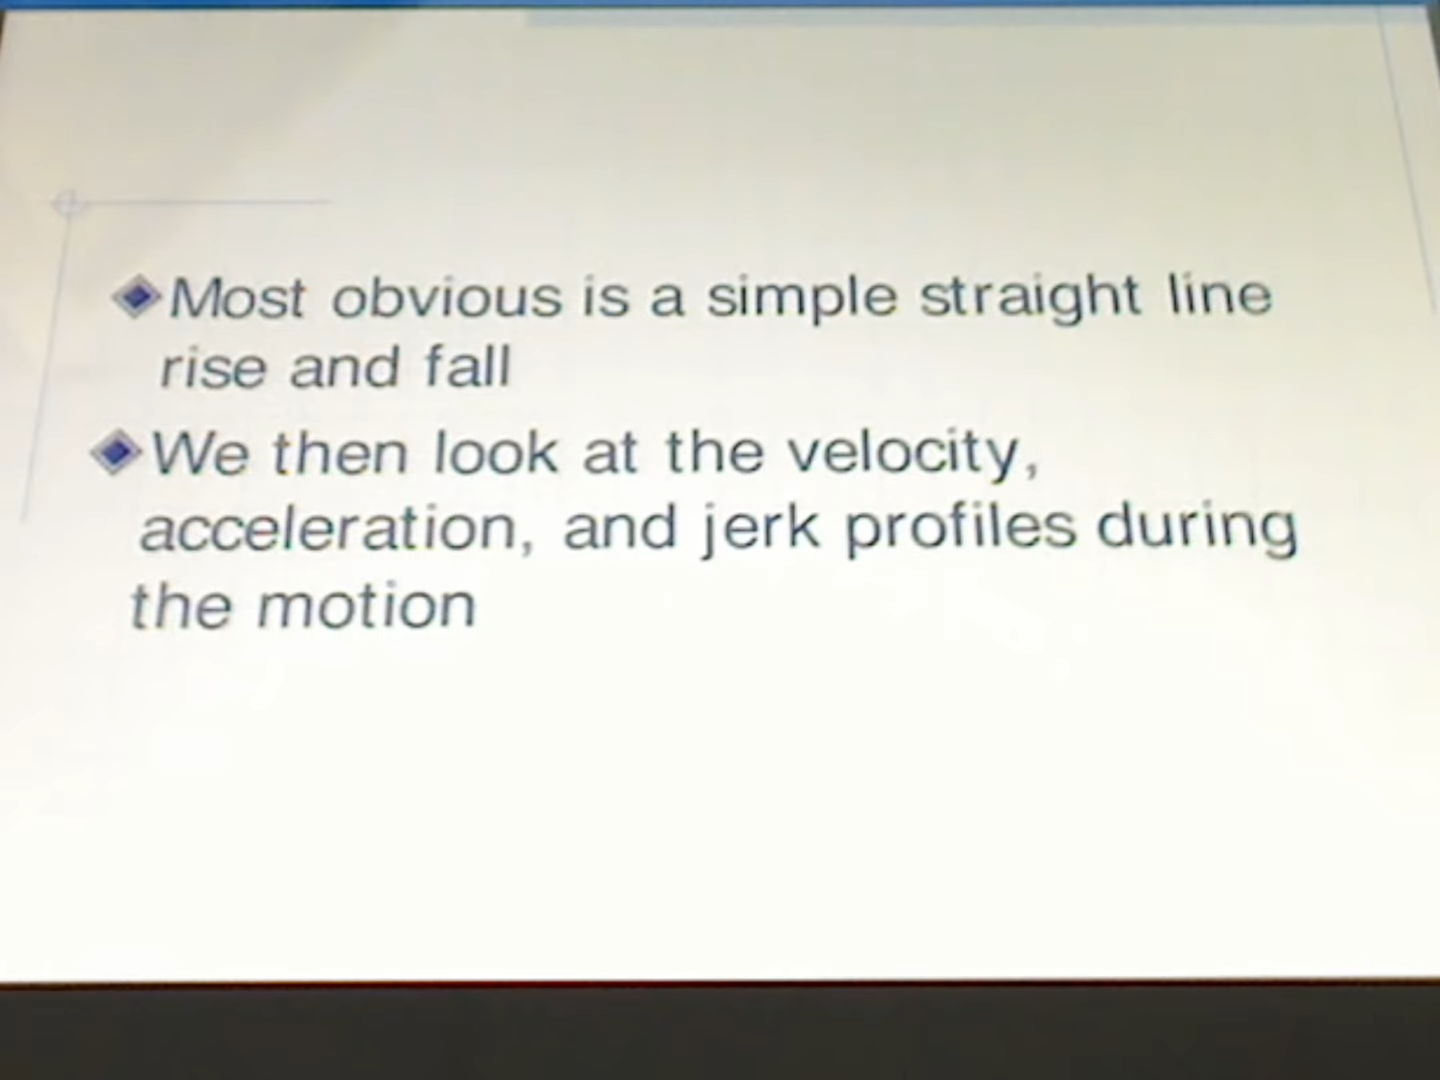 Most obvious is a simple straight line
rise and fall
We then look at the velocity,
acceleration, and jerk profiles during
the motion